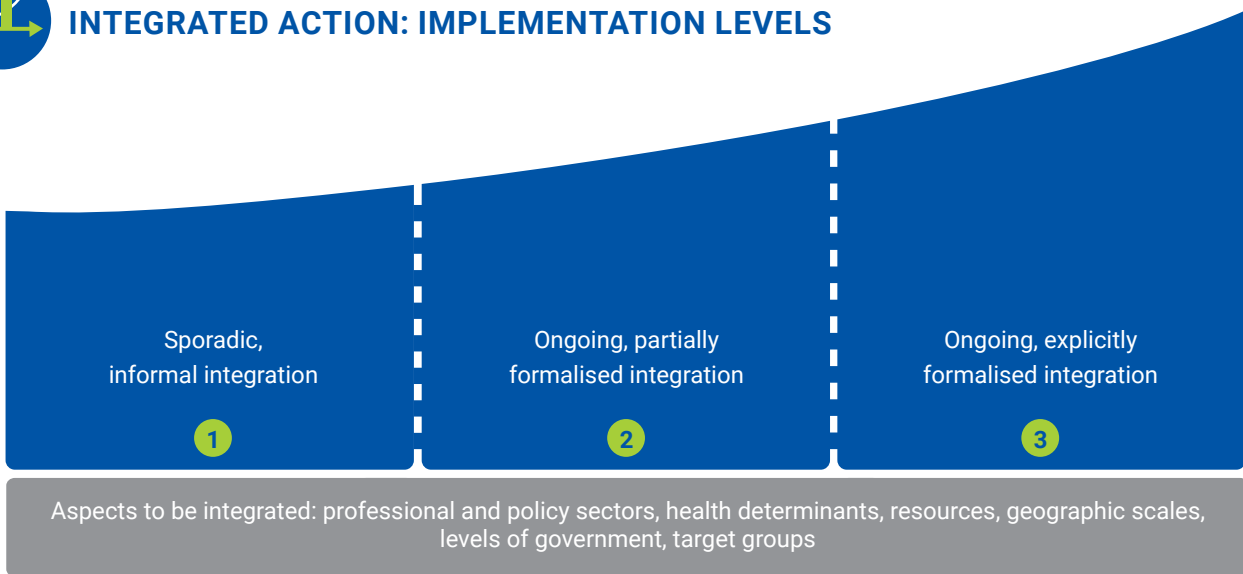 INTEGRATED ACTION: IMPLEMENTATION LEVELS
Sporadic,
informal integration
1
Ongoing, partially
formalised integration
2
Ongoing, explicitly
formalised integration
3
Aspects to be integrated: professional and policy sectors, health determinants, resources, geographic scales,
levels of government, target groups